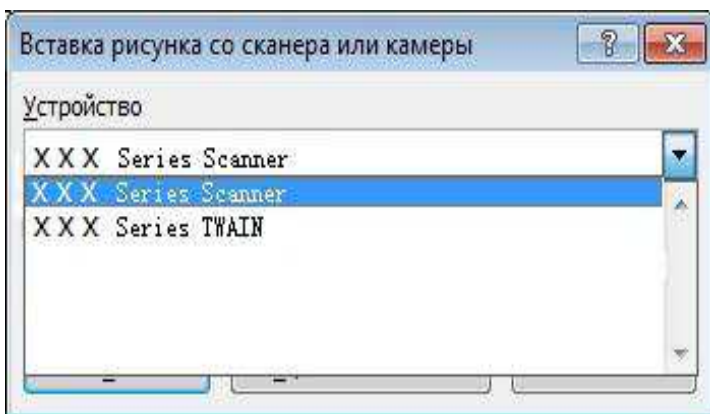 Вставка рисунка со сканера или камеры
Устройство
X X X Series Scanner
X X X Series Scanner
X X X Series TWAIN